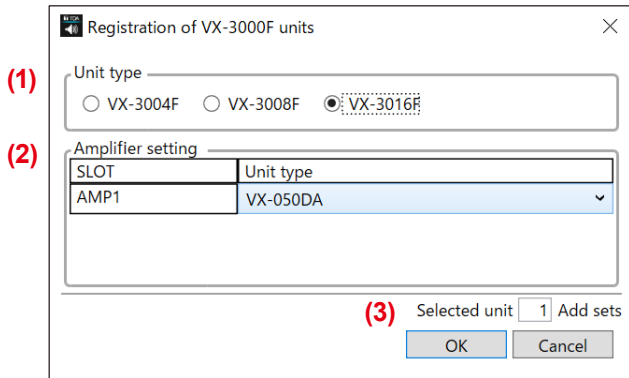 TOA
Registration of VX-3000F units
(1)
Unit type
VX-3004F VX-3008F VX-3016F
(2)
Amplifier setting
SLOT Unit type
AMP1 VX-050DA
(3) Selected unit 1 Add sets
OK Cancel